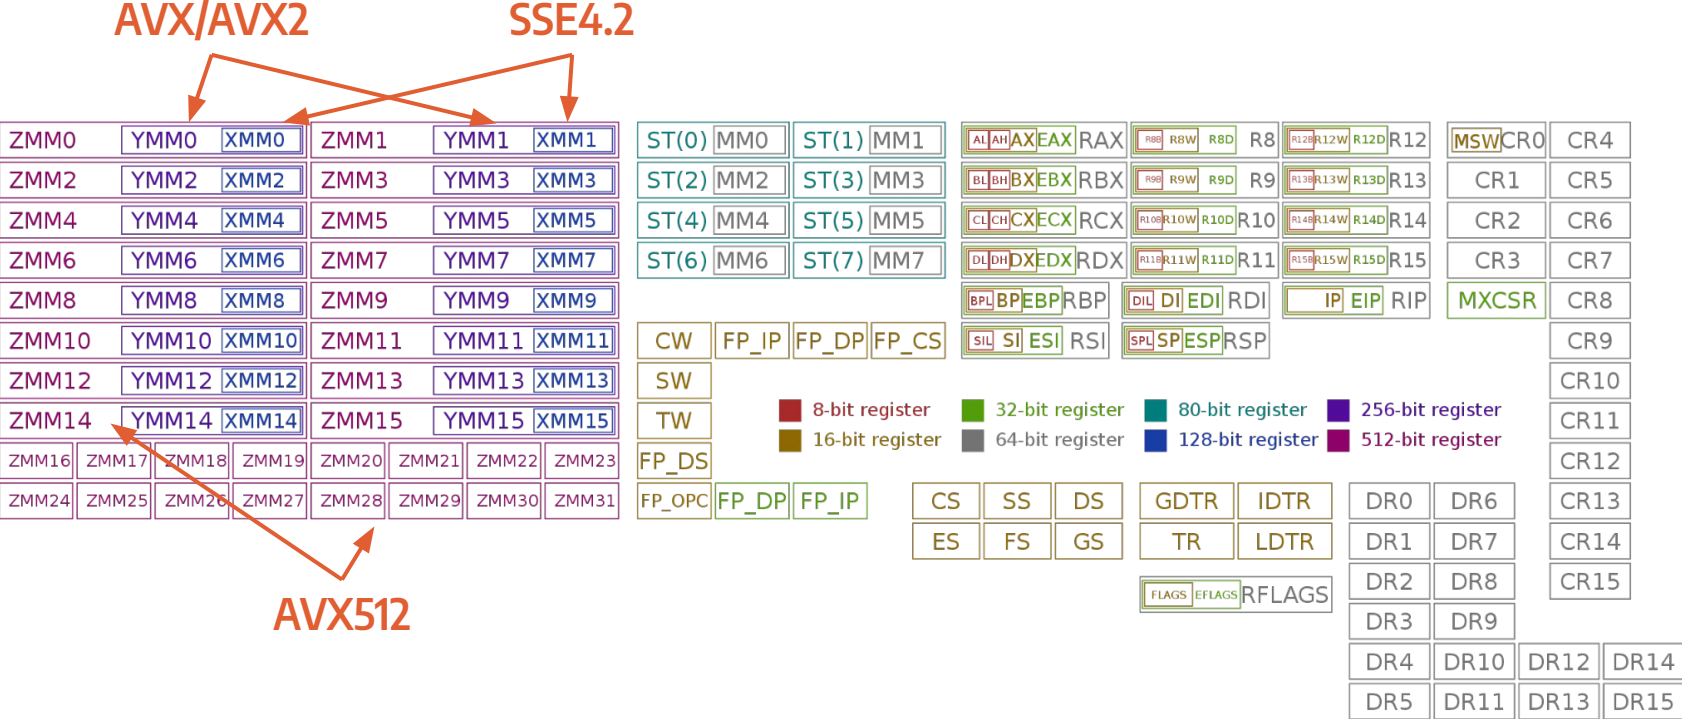 AVX/AVX2 SSE4.2
ZMM0 YMM0 XMM0 ZMM1 YMM1 XMM1 ST(0) MM0 ST(1) MM1 AL AH AX EAX RAX R8B R8W R8D R8 R12B R12W R12D R12 MSW CR0 CR4
ZMM2 YMM2 XMM2 ZMM3 YMM3 XMM3 ST(2) MM2 ST(3) MM3 BL BH BX EBX RBX R9B R9W R9D R9 R13B R13W R13D R13 CR1 CR5
ZMM4 YMM4 XMM4 ZMM5 YMM5 XMM5 ST(4) MM4 ST(5) MM5 CL CH CX ECX RCX R10B R10W R10D R10 R14B R14W R14D R14 CR2 CR6
ZMM6 YMM6 XMM6 ZMM7 YMM7 XMM7 ST(6) MM6 ST(7) MM7 DL DH DX EDX RDX R11B R11W R11D R11 R15B R15W R15D R15 CR3 CR7
ZMM8 YMM8 XMM8 ZMM9 YMM9 XMM9 BPL BP EBP RBP DIL DI EDI RDI IP EIP RIP MXCSR CR8
ZMM10 YMM10 XMM10 ZMM11 YMM11 XMM11 CW FP_IP FP_DP FP_CS SIL SI ESI RSI SPL SP ESP RSP CR9
ZMM12 YMM12 XMM12 ZMM13 YMM13 XMM13 SW CR10
8-bit register 32-bit register 80-bit register 256-bit register
ZMM14 YMM14 XMM14 ZMM15 YMM15 XMM15 TW CR11
16-bit register 64-bit register 128-bit register 512-bit register
ZMM16 ZMM17 ZMM18 ZMM19 ZMM20 ZMM21 ZMM22 ZMM23 FP_DS CR12
ZMM24 ZMM25 ZMM26 ZMM27 ZMM28 ZMM29 ZMM30 ZMM31 FP_OPC FP_DP FP_IP CS SS DS GDTR IDTR DR0 DR6 CR13
ES FS GS TR LDTR DR1 DR7 CR14
DR2 DR8 CR15
FLAGS EFLAGS RFLAGS
AVX512
DR3 DR9
DR4 DR10 DR12 DR14
DR5 DR11 DR13 DR15